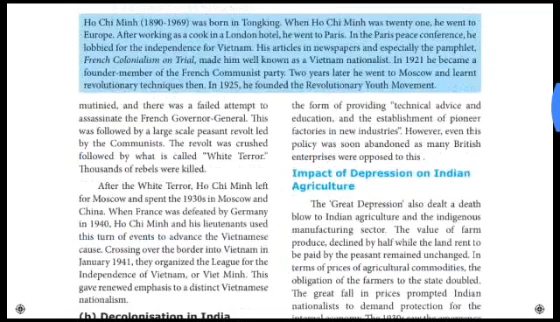 Ho Chi Minh (1890-1969) was born in Tongking. When Ho Chi Minh was twenty one, he went to
Europe. After working as a cook in a London hotel, he went to Paris. In the Paris peace conference, he
lobbied for the independence for Vietnam. His articles in newspapers and especially the pamphlet,
French Colonialism on Trial, made him well known as a Vietnam nationalist. In 1921 he became a
founder-member of the French Communist party. Two years later he went to Moscow and learnt
revolutionary techniques then. In 1925, he founded the Revolutionary Youth Movement.
mutinied, and there was a failed attempt to
assassinate the French Governor-General. This
was followed by a large scale peasant revolt led
by the Communists. The revolt was crushed
followed by what is called “White Terror.”
Thousands of rebels were killed.
After the White Terror, Ho Chi Minh left
for Moscow and spent the 1930s in Moscow and
China. When France was defeated by Germany
in 1940, Ho Chi Minh and his lieutenants used
this turn of events to advance the Vietnamese
cause. Crossing over the border into Vietnam in
January 1941, they organized the League for the
Independence of Vietnam, or Viet Minh. This
gave renewed emphasis to a distinct Vietnamese
nationalism.
(h) Decolonisation in India
the form of providing “technical advice and
education, and the establishment of pioneer
factories in new industries”. However, even this
policy was soon abandoned as many British
enterprises were opposed to this .
Impact of Depression on Indian
Agriculture
The ‘Great Depression’ also dealt a death
blow to Indian agriculture and the indigenous
manufacturing sector. The value of farm
produce, declined by half while the land rent to
be paid by the peasant remained unchanged. In
terms of prices of agricultural commodities, the
obligation of the farmers to the state doubled.
The great fall in prices prompted Indian
nationalists to demand protection for the
internal economy. The 1930s saw the emergence